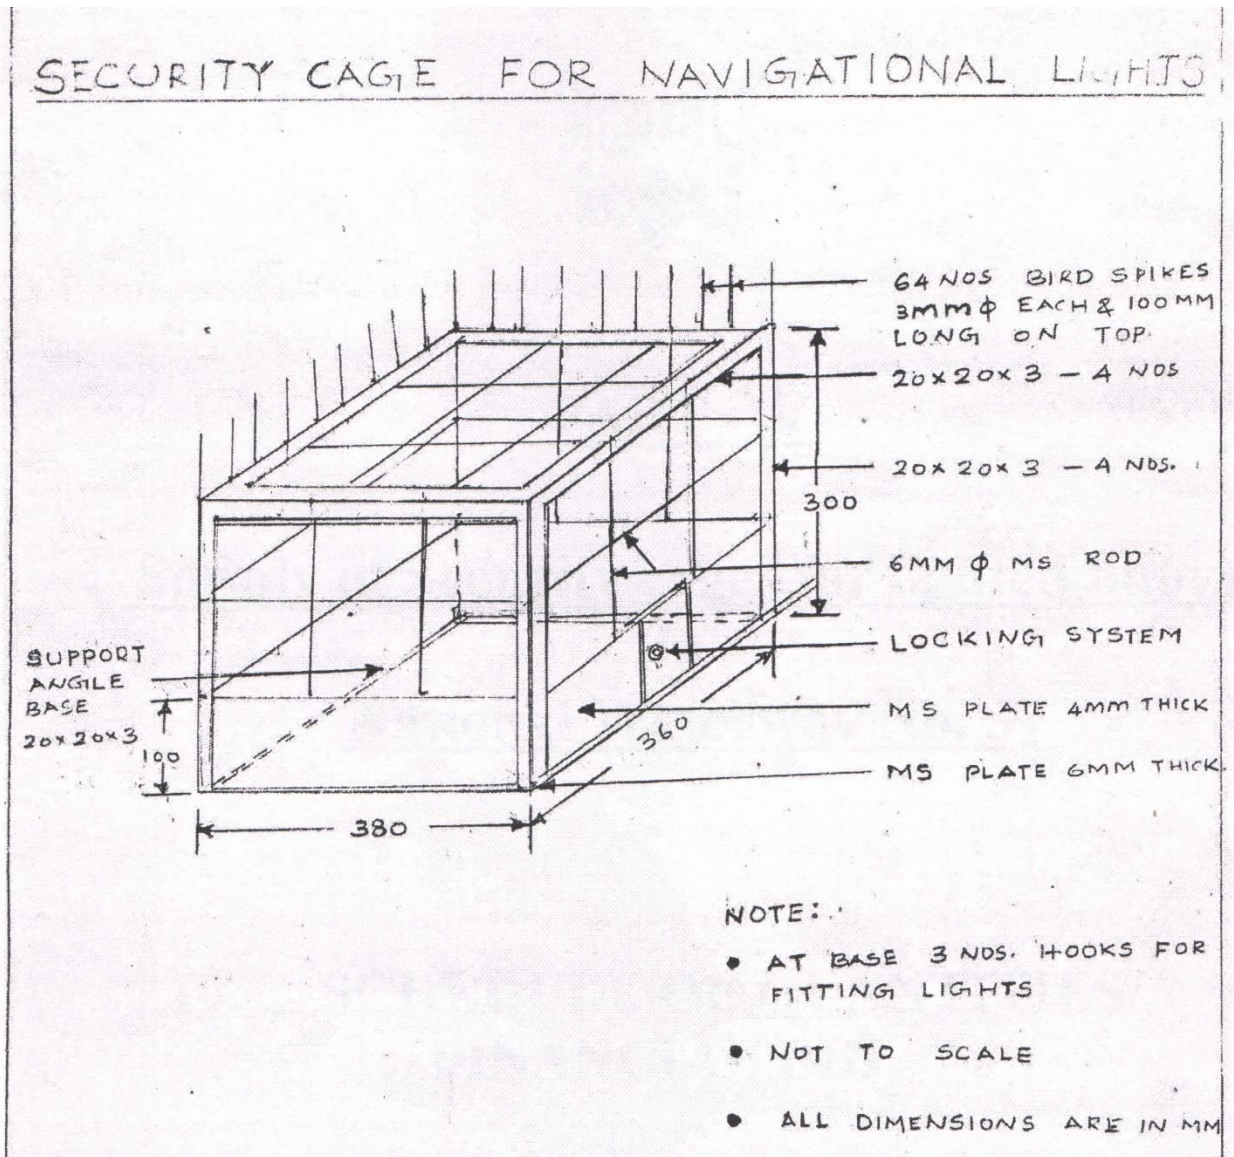 SECURITY CAGE FOR NAVIGATIONAL LIGHTS
64 NOS BIRD SPIKES
3MM ϕ EACH & 100MM
LONG ON TOP.
20x20x3 - 4 NOS
20x20x3 - 4 NOS.
300
6MM ϕ MS ROD
LOCKING SYSTEM
SUPPORT
ANGILE
BASE
20x20x3
100
MS PLATE 4MM THICK
360
MS PLATE 6MM THICK.
380
NOTE:
• AT BASE 3 NOS. HOOKS FOR
FITTING LIGHTS
• NOT TO SCALE
• ALL DIMENSIONS ARE IN MM